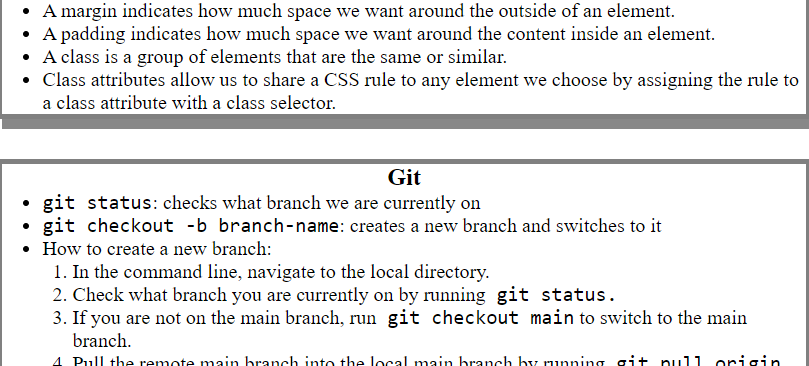 • A margin indicates how much space we want around the outside of an element.
• A padding indicates how much space we want around the content inside an element.
• A class is a group of elements that are the same or similar.
• Class attributes allow us to share a CSS rule to any element we choose by assigning the rule to
a class attribute with a class selector.
Git
• git status: checks what branch we are currently on
• git checkout -b branch-name: creates a new branch and switches to it
• How to create a new branch:
1. In the command line, navigate to the local directory.
2. Check what branch you are currently on by running git status.
3. If you are not on the main branch, run git checkout main to switch to the main
branch.
4. Pull the remote main branch into the local main branch by running git pull origin